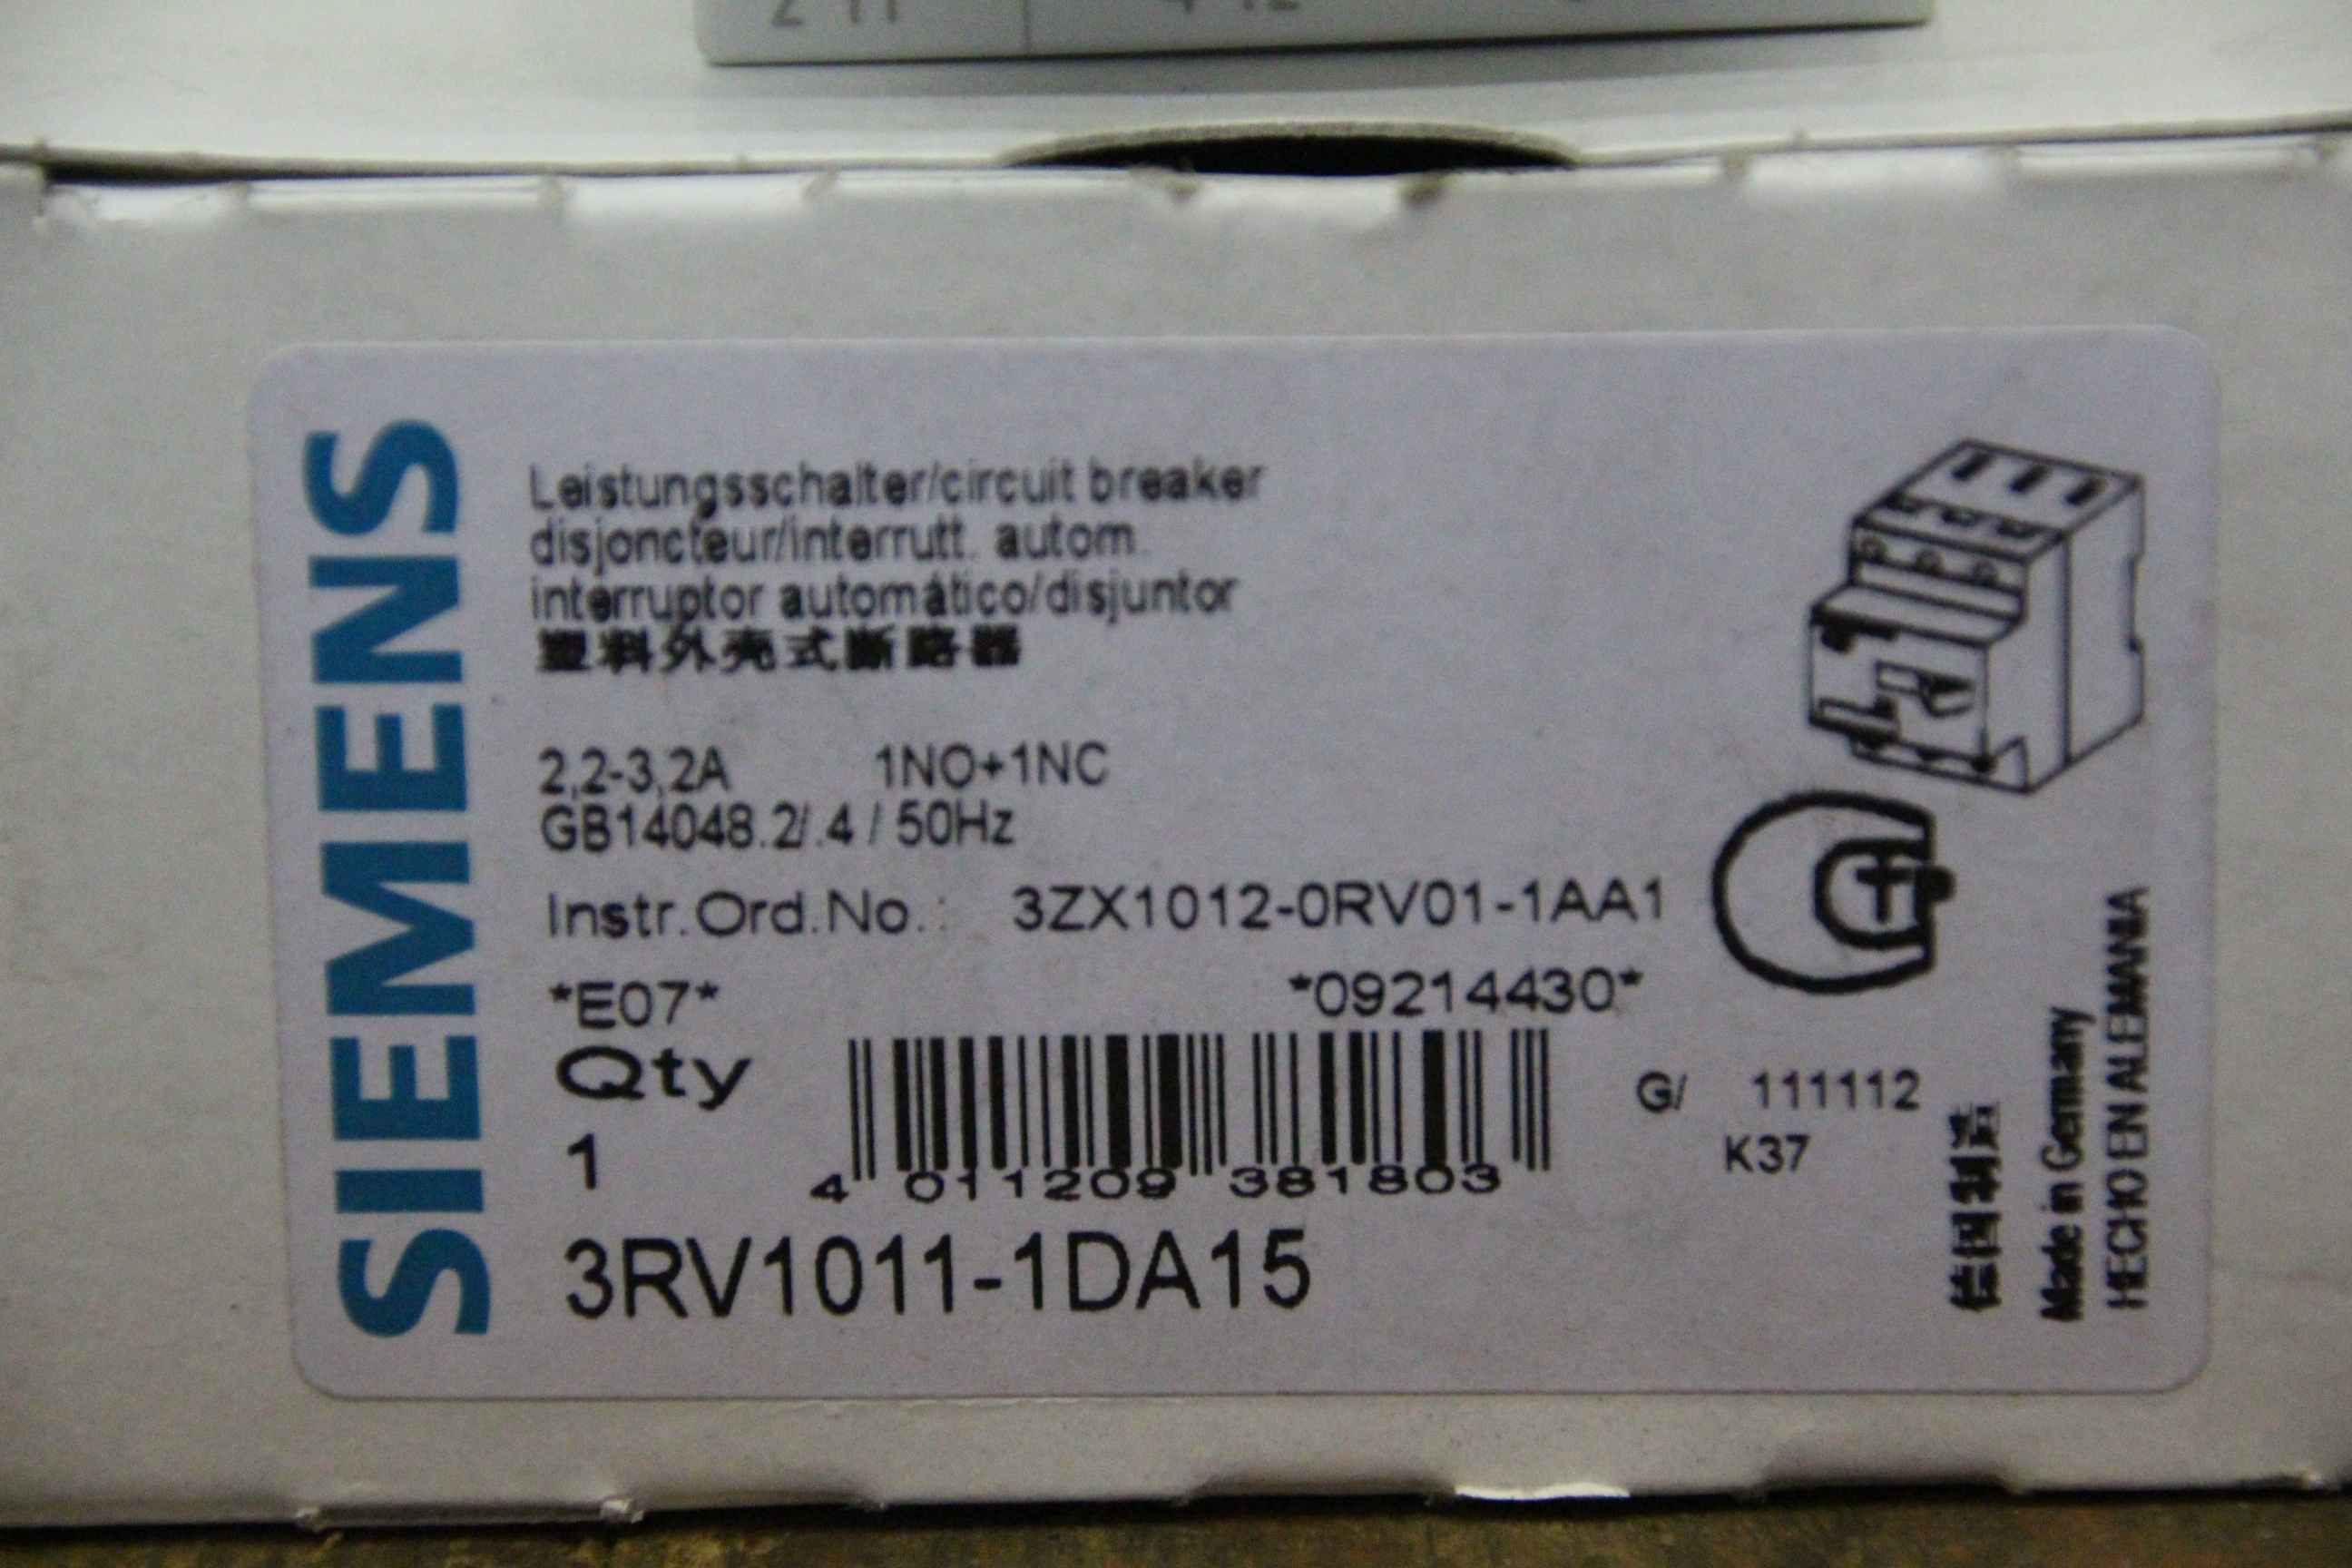 SIEMENS
Leistungsschalter/circuit breaker
disjoncteur/interrutt. autom.
interruptor automático/disjuntor
塑料外壳式断路器
2,2-3,2A 1NO+1NC
GB14048.2/.4 / 50Hz
Instr.Ord.No.: 3ZX1012-0RV01-1AA1
*E07* *09214430*
Qty
1
4 011209 381803
G/ 111112
K37
3RV1011-1DA15
德国制造
Made in Germany
HECHO EN ALEMANIA